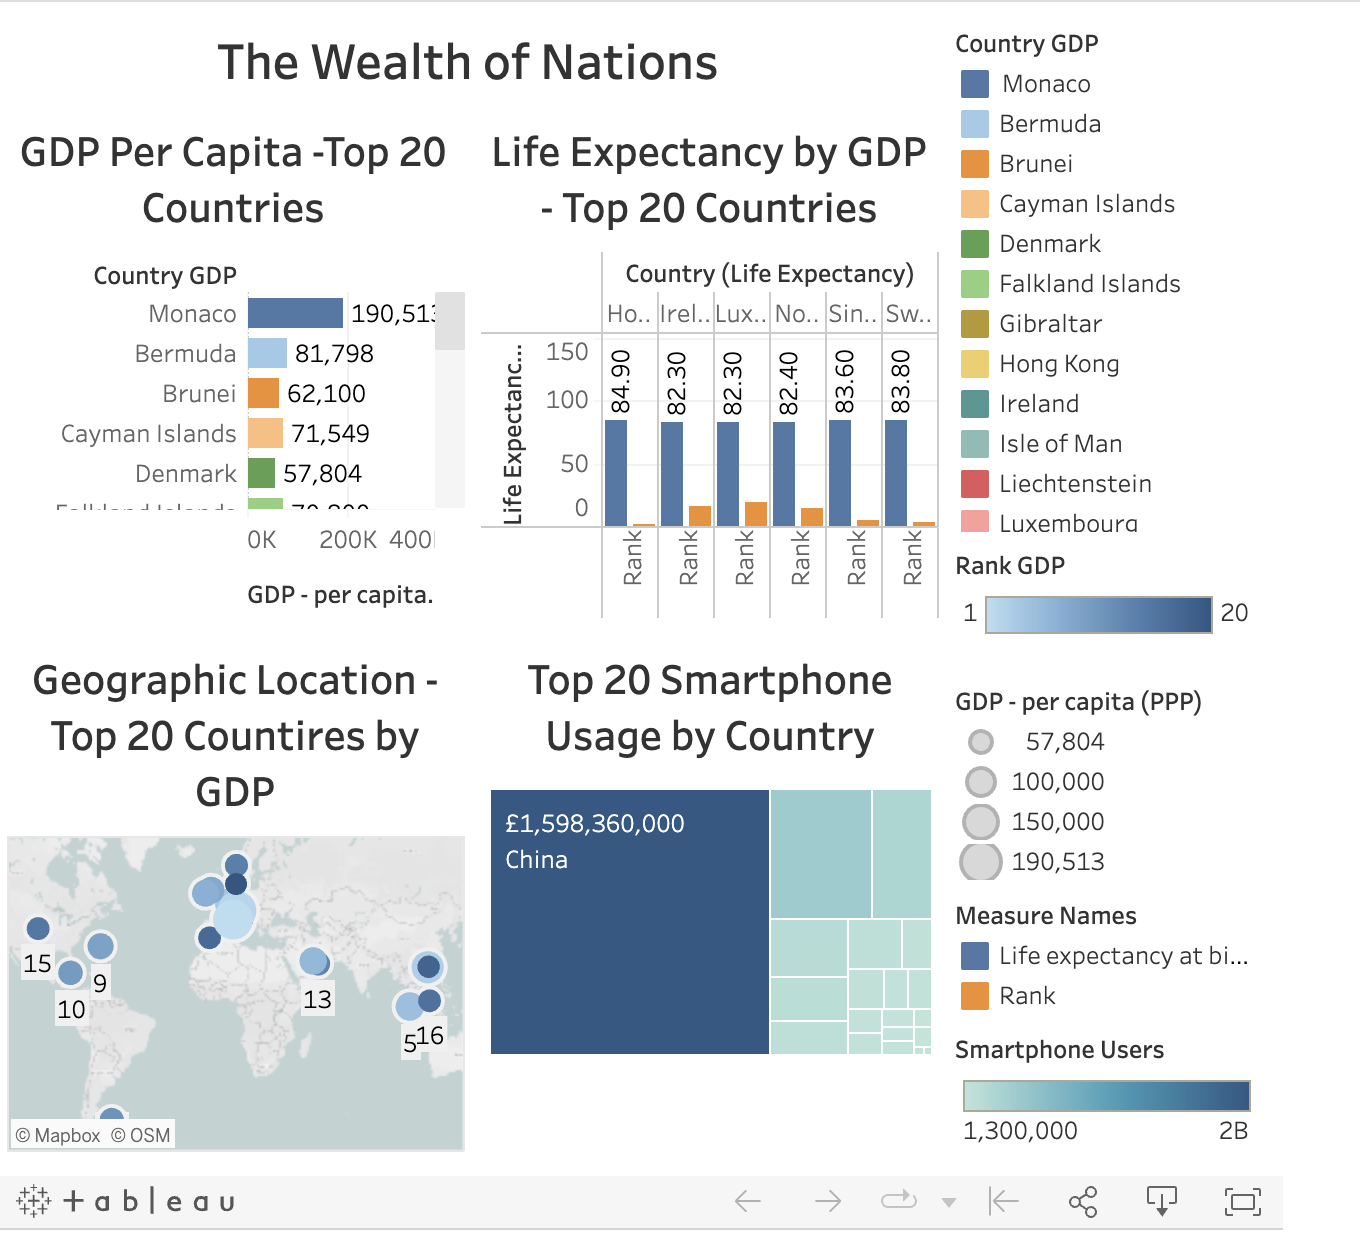 The Wealth of Nations
GDP Per Capita -Top 20
Countries
Country GDP
Monaco 190,513
Bermuda 81,798
Brunei 62,100
Cayman Islands 71,549
Denmark 57,804
Falkland Islands
0K 200K 400
GDP - per capita.
Life Expectancy by GDP
- Top 20 Countries
Country (Life Expectancy)
Ho.. Irel.. Lux.. No.. Sin.. Sw..
Life Expectanc...
150
100
50
0
84.90 82.30 82.30 82.40 83.60 83.80
Rank Rank Rank Rank Rank Rank
Geographic Location -
Top 20 Countires by
GDP
15
9
10
13
5
16
© Mapbox © OSM
Top 20 Smartphone
Usage by Country
£1,598,360,000
China
Country GDP
Monaco
Bermuda
Brunei
Cayman Islands
Denmark
Falkland Islands
Gibraltar
Hong Kong
Ireland
Isle of Man
Liechtenstein
Luxembourg
Rank GDP
1 20
GDP - per capita (PPP)
57,804
100,000
150,000
190,513
Measure Names
Life expectancy at bi...
Rank
Smartphone Users
1,300,000 2B
+ableau